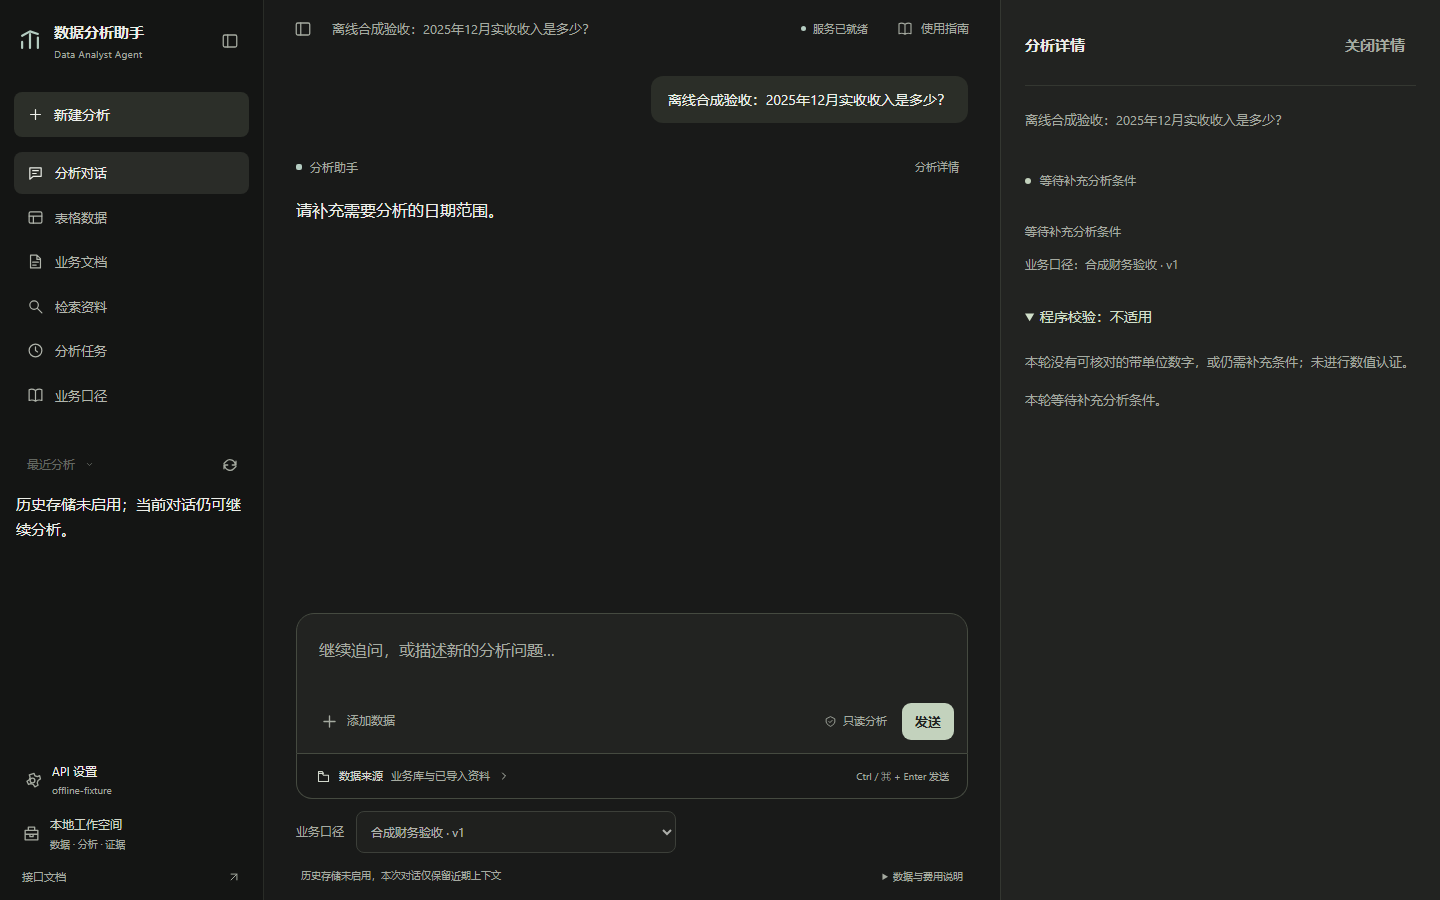 数据分析助手
Data Analyst Agent
新建分析
分析对话
表格数据
业务文档
检索资料
分析任务
业务口径
最近分析
历史存储未启用；当前对话仍可继
续分析。
API 设置
offline-fixture
本地工作空间
数据 · 分析 · 证据
接口文档
离线合成验收：2025年12月实收收入是多少？
服务已就绪
使用指南
离线合成验收：2025年12月实收收入是多少？
分析助手
分析详情
请补充需要分析的日期范围。
继续追问，或描述新的分析问题...
添加数据
只读分析
发送
数据来源 业务库与已导入资料
Ctrl / ⌘ + Enter 发送
业务口径
合成财务验收 · v1
历史存储未启用，本次对话仅保留近期上下文
数据与费用说明
分析详情
关闭详情
离线合成验收：2025年12月实收收入是多少？
等待补充分析条件
等待补充分析条件
业务口径：合成财务验收 · v1
程序校验：不适用
本轮没有可核对的带单位数字，或仍需补充条件；未进行数值认证。
本轮等待补充分析条件。